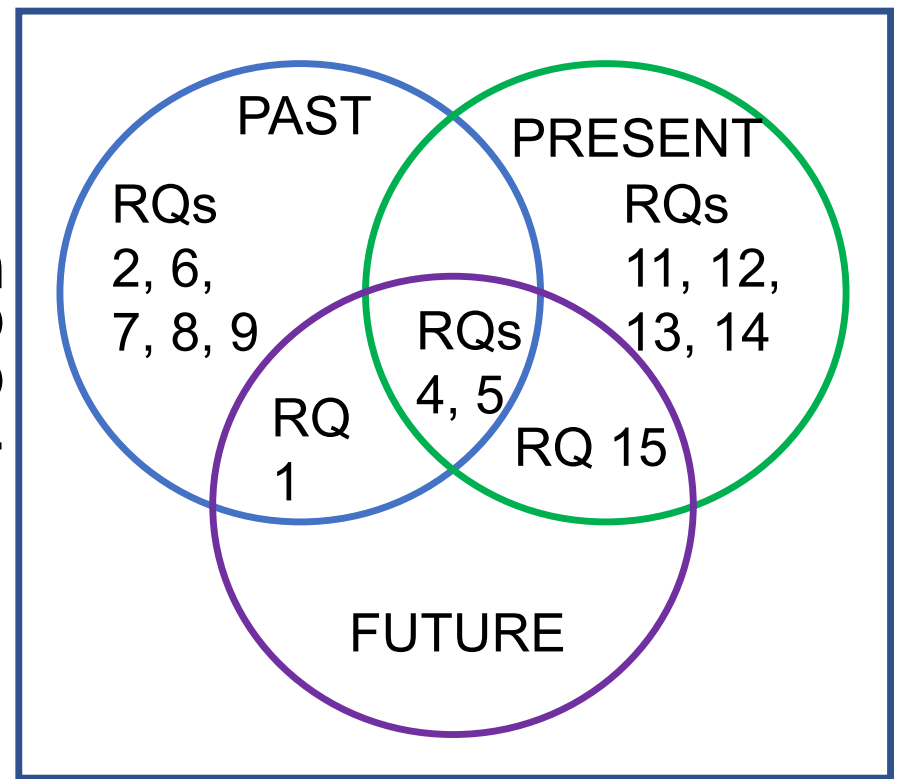 PAST
PRESENT
RQs
2, 6,
7, 8, 9
RQs
11, 12,
13, 14
RQs
4, 5
RQ
1
RQ 15
FUTURE